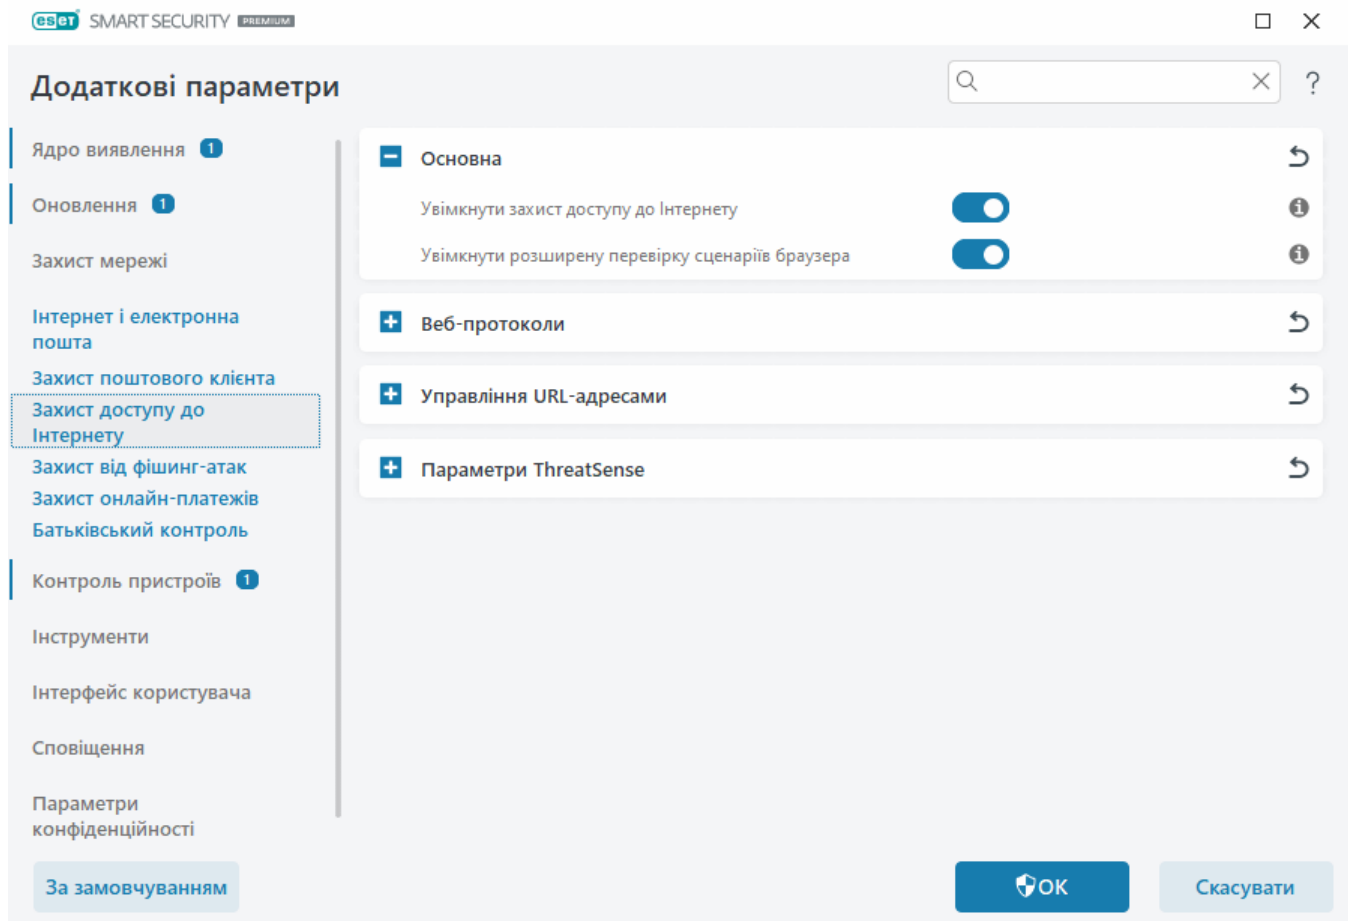 eset SMART SECURITY PREMIUM
Додаткові параметри
?
Ядро виявлення 1
Оновлення 1
Захист мережі
Інтернет і електронна
пошта
Захист поштового клієнта
Захист доступу до
Інтернету
Захист від фішинг-атак
Захист онлайн-платежів
Батьківський контроль
Контроль пристроїв 1
Інструменти
Інтерфейс користувача
Сповіщення
Параметри
конфіденційності
Основна
Увімкнути захист доступу до Інтернету
Увімкнути розширену перевірку сценаріїв браузера
Веб-протоколи
Управління URL-адресами
Параметри ThreatSense
За замовчуванням
ОК
Скасувати